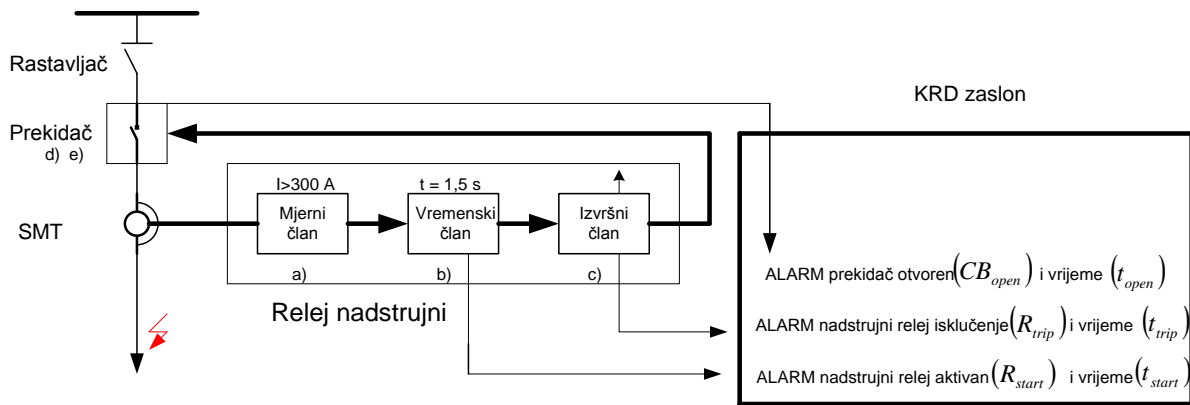 Rastavljač
KRD zaslon
Prekidač
d) e)
I>300 A
t = 1,5 s
SMT
Mjerni
član
Vremenski
član
Izvršni
član
a)
b)
c)
Relej nadstrujni
ALARM prekidač otvoren (CB_open) i vrijeme (t_open)
ALARM nadstrujni relej isklučenje (R_trip) i vrijeme (t_trip)
ALARM nadstrujni relej aktivan (R_start) i vrijeme (t_start)